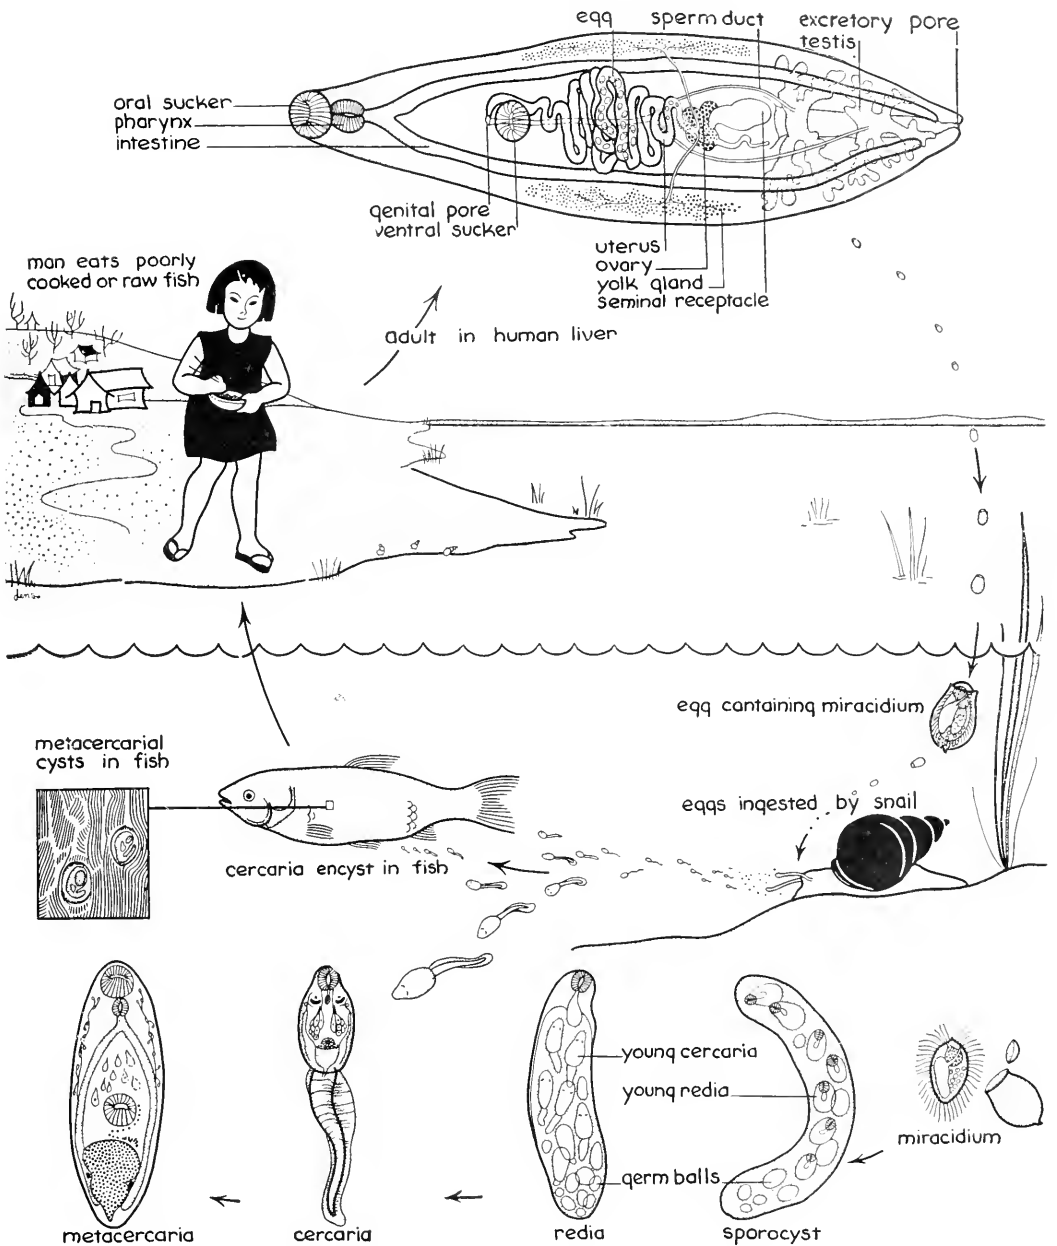 egg
sperm duct
excretory pore
testis
oral sucker
pharynx
intestine
genital pore
ventral sucker
uterus
ovary
yolk gland
seminal receptacle
man eats poorly
cooked or raw fish
adult in human liver
egg containing miracidium
metacercarial
cysts in fish
eggs ingested by snail
cercaria encyst in fish
young cercaria
young redia
miracidium
germ balls
metacercaria
cercaria
redia
sporocyst